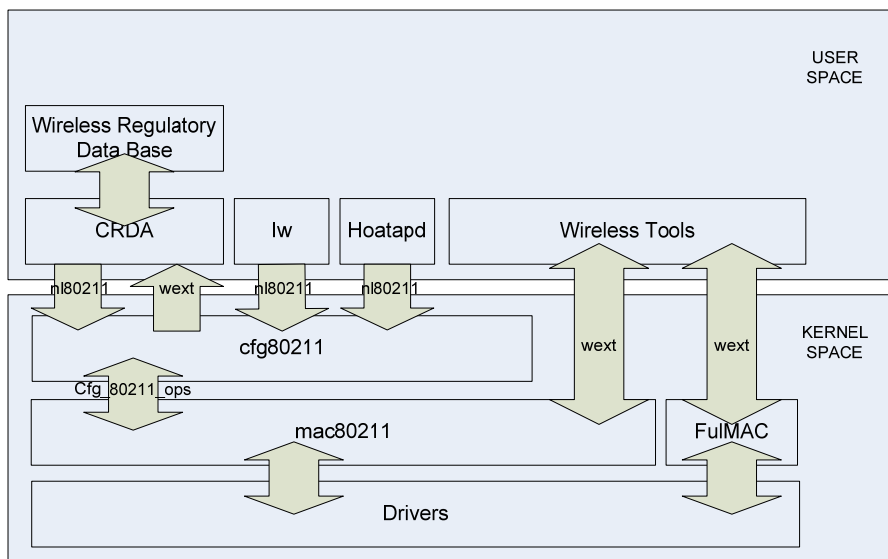 USER
SPACE
Wireless Regulatory
Data Base
CRDA
Iw
Hoatapd
Wireless Tools
nl80211
wext
nl80211
nl80211
wext
wext
KERNEL
SPACE
cfg80211
Cfg_80211_ops
mac80211
FulMAC
Drivers